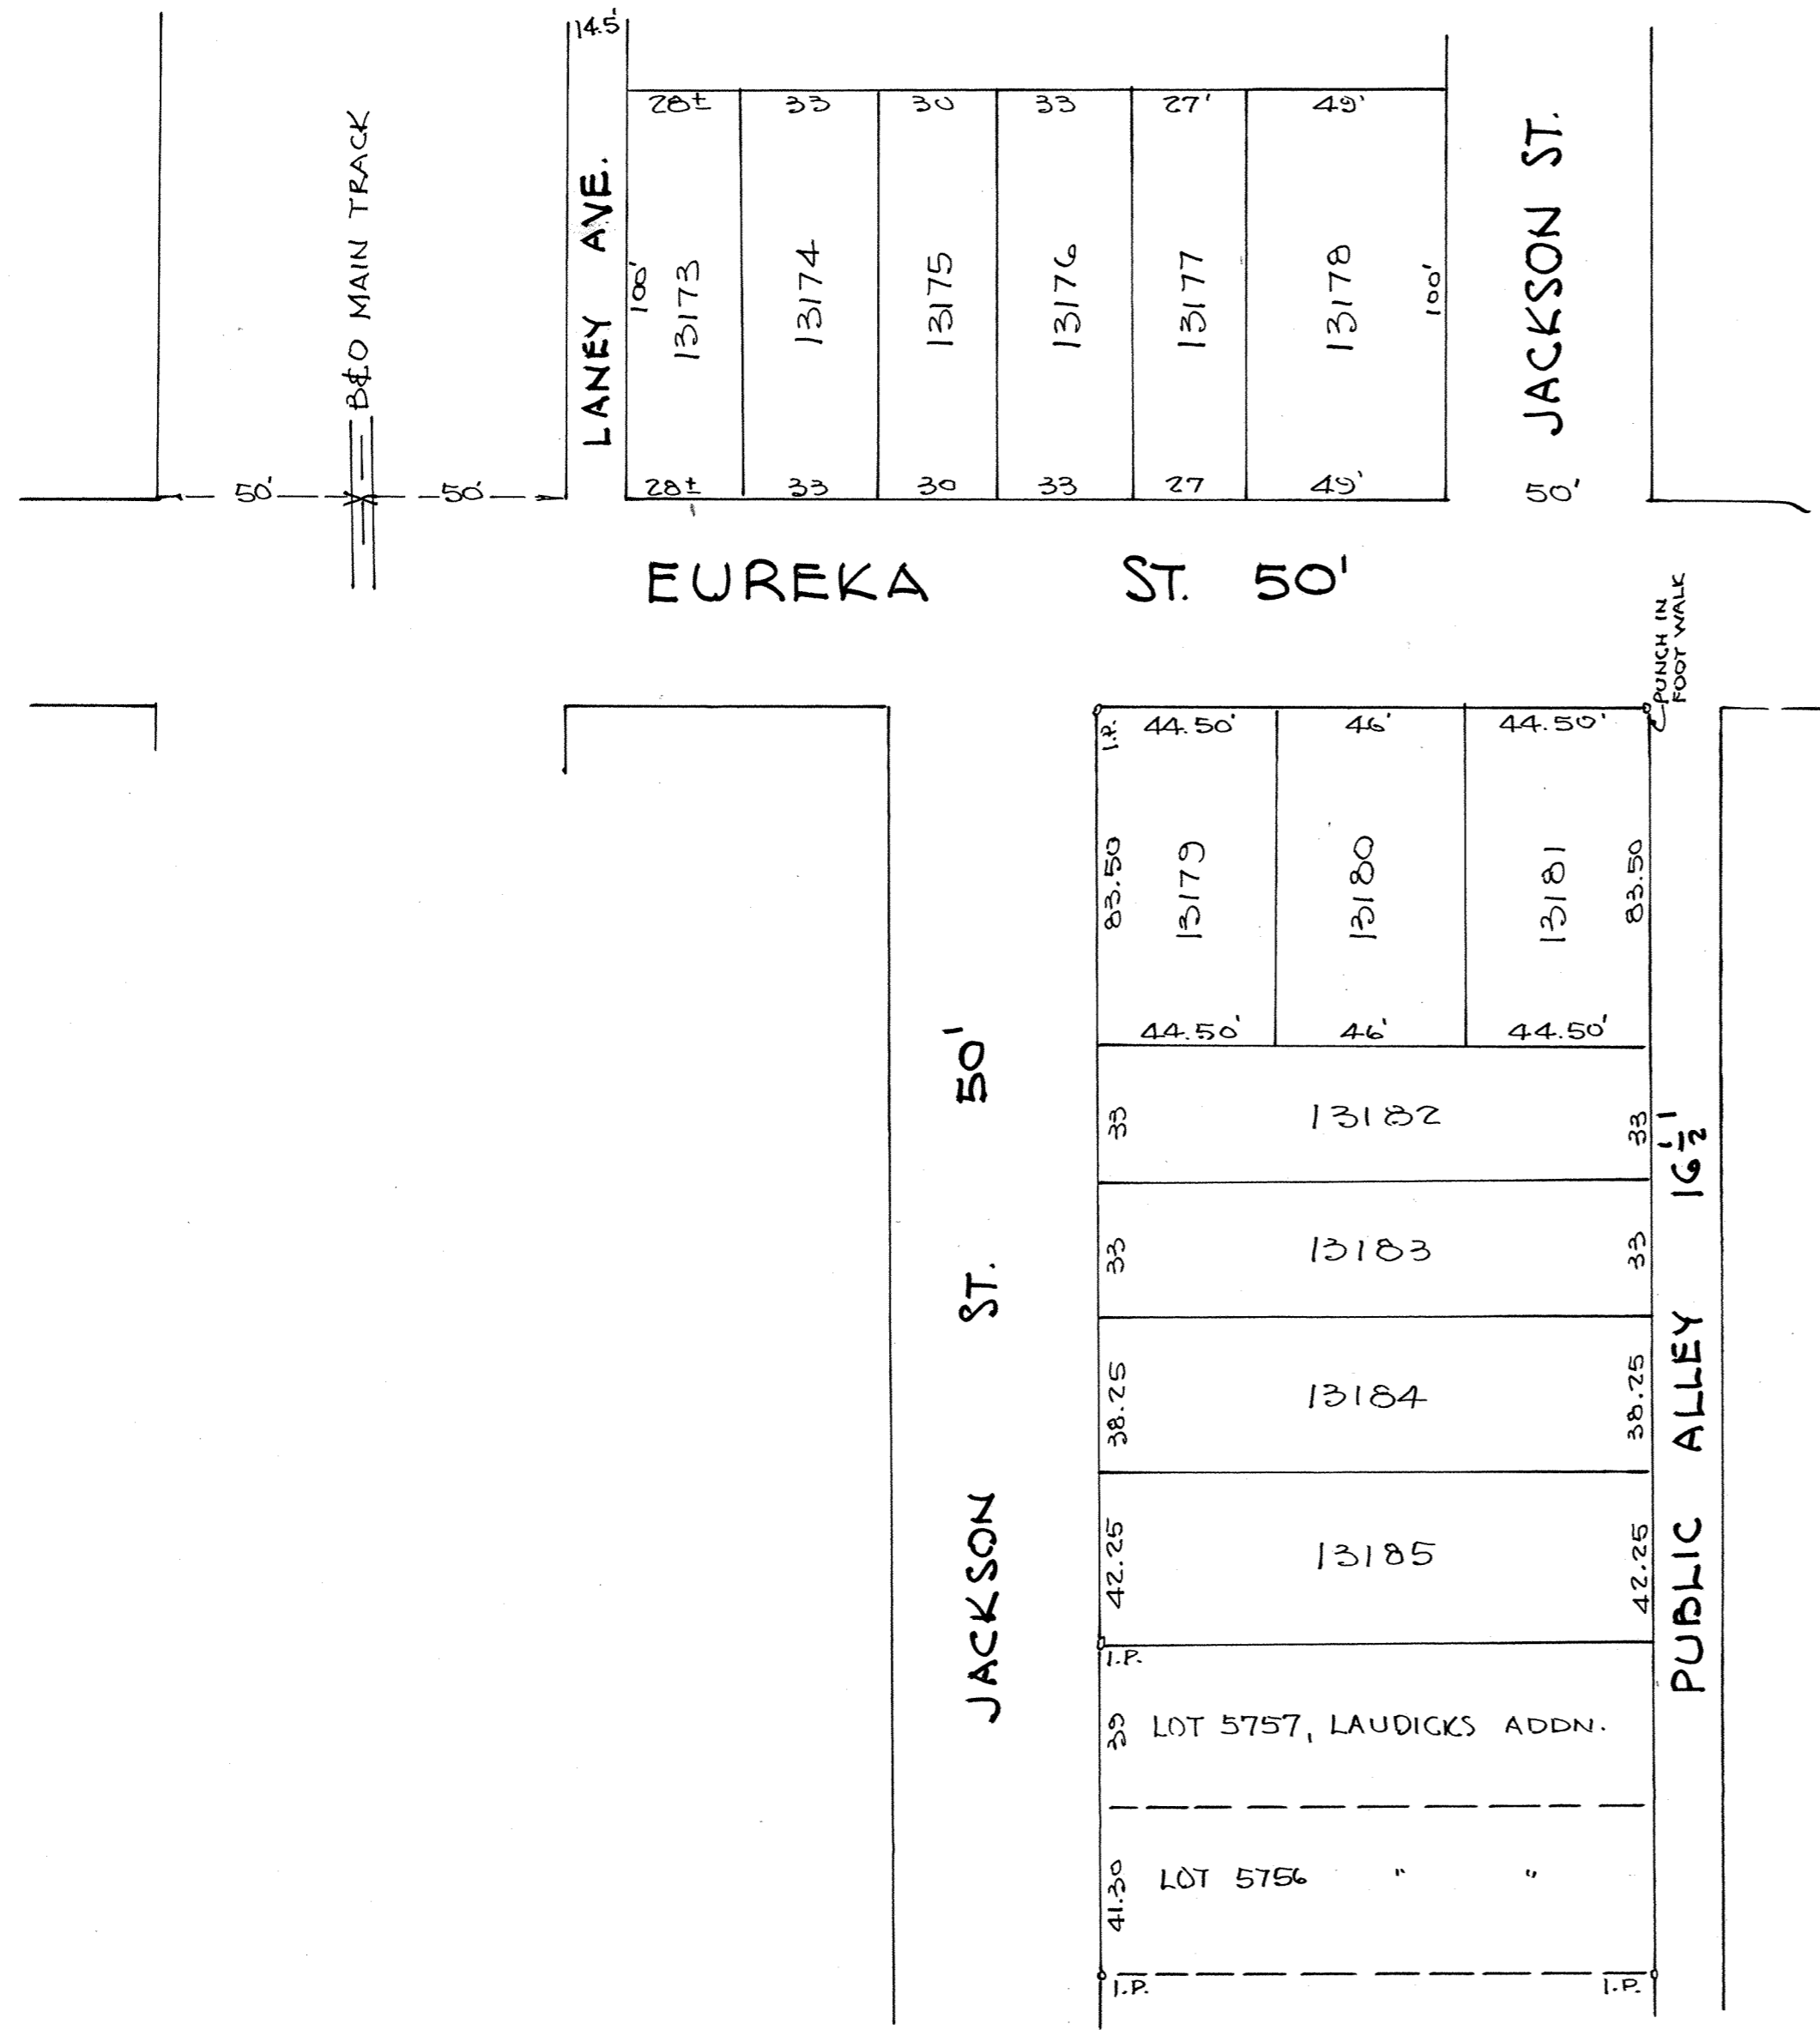 14.5'
28± 33 30 33 27' 49'
B&O MAIN TRACK
LANEY AVE.
100'
13173
13174
13175
13176
13177
13178
100'
JACKSON ST.
50' 50'
28± 33 30 33 27 49'
50'
EUREKA ST. 50'
PUNCH IN
FOOT WALK
I.P.
44.50' 46' 44.50'
83.50
13179
13180
13181
83.50
44.50' 46' 44.50'
33 13182 33
33 13183 33
38.25 13184 38.25
42.25 13185 42.25
JACKSON ST. 50'
PUBLIC ALLEY 16 1/2'
I.P.
39 LOT 5757, LAUDICKS ADDN.
41.30 LOT 5756 " "
I.P. I.P.